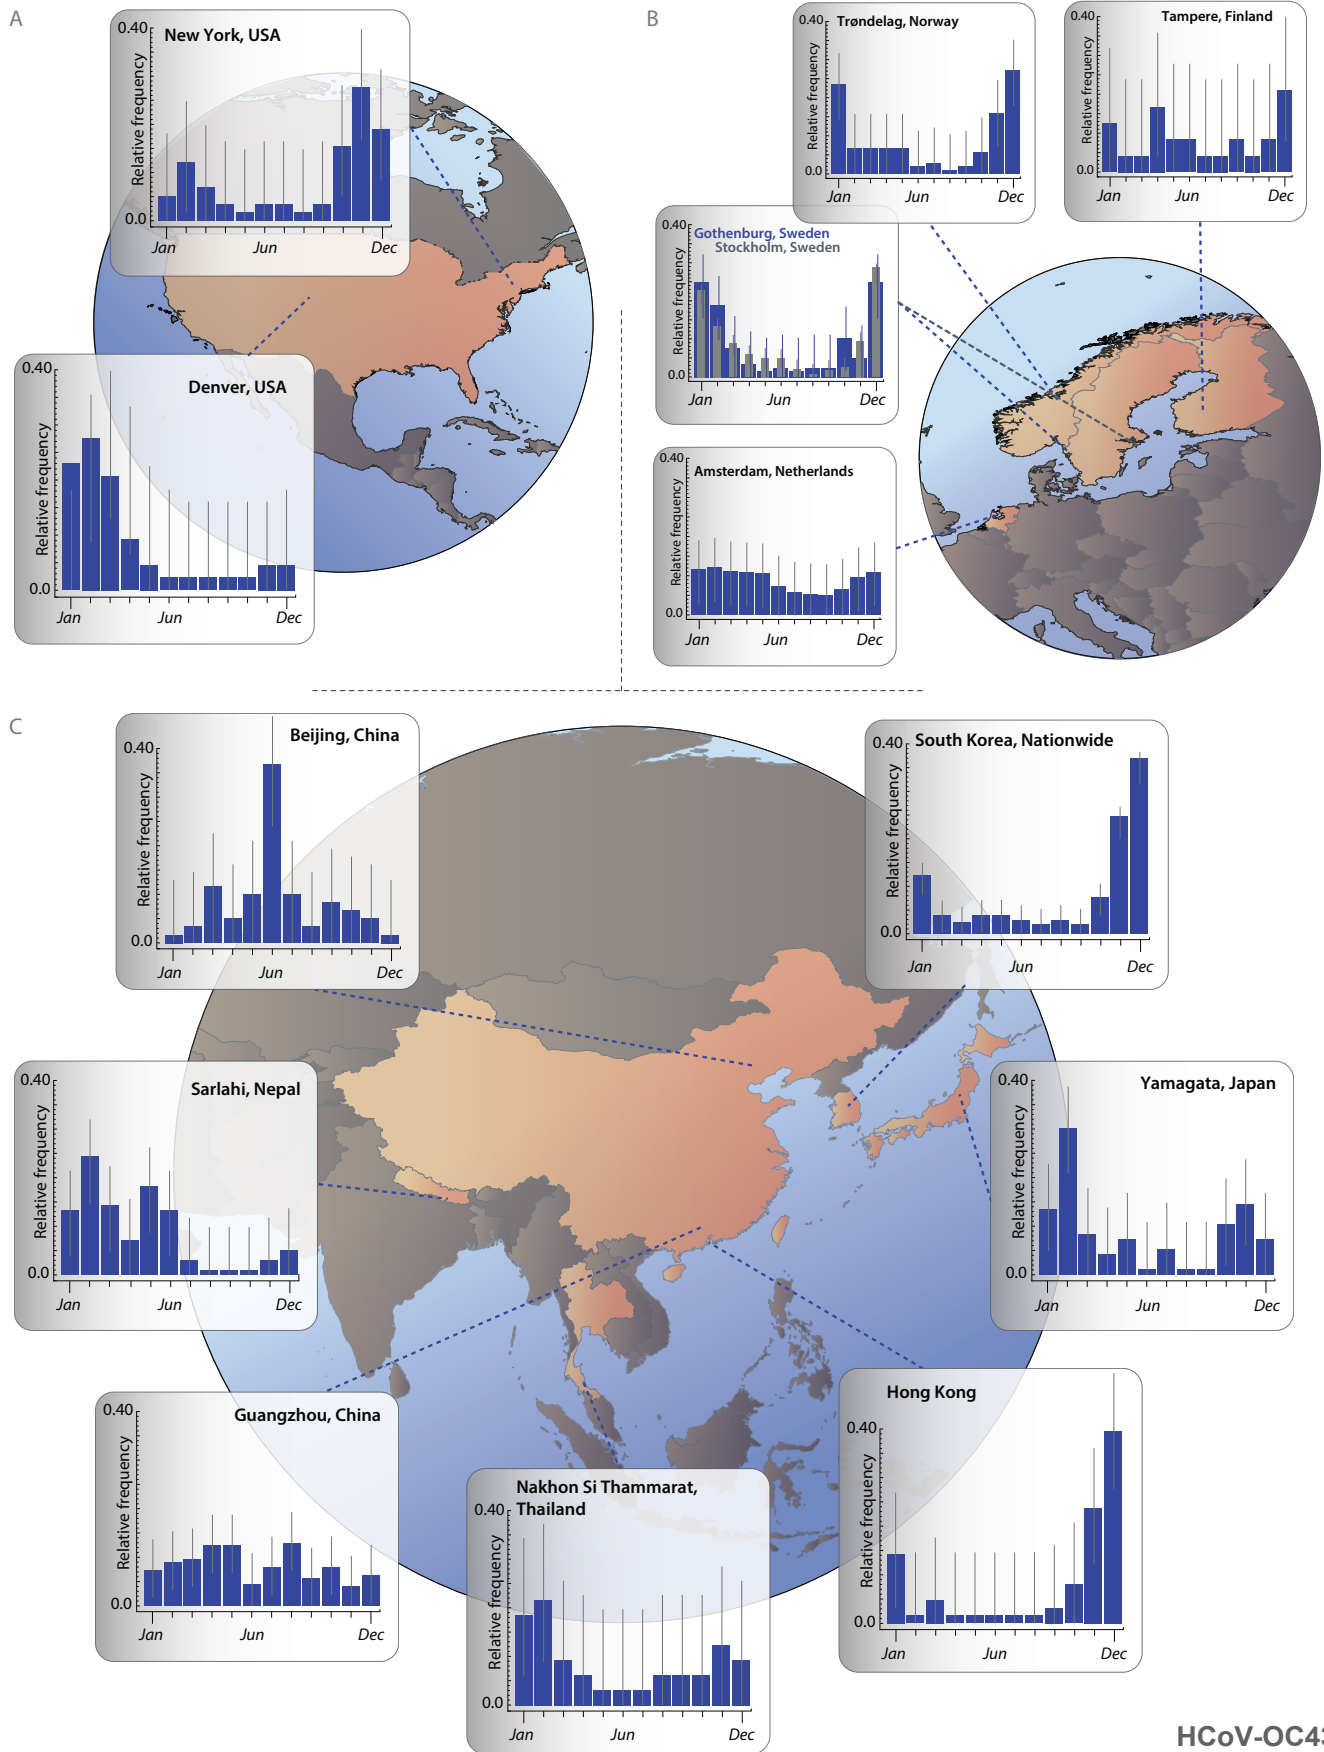 A
New York, USA
0.40
Relative frequency
0.0
Jan
Jun
Dec
Denver, USA
0.40
Relative frequency
0.0
Jan
Jun
Dec
B
Trøndelag, Norway
0.40
Relative frequency
0.0
Jan
Jun
Dec
Tampere, Finland
0.40
Relative frequency
0.0
Jan
Jun
Dec
Gothenburg, Sweden
Stockholm, Sweden
0.40
Relative frequency
0.0
Jan
Jun
Dec
Amsterdam, Netherlands
0.40
Relative frequency
0.0
Jan
Jun
Dec
C
Beijing, China
0.40
Relative frequency
0.0
Jan
Jun
Dec
South Korea, Nationwide
0.40
Relative frequency
0.0
Jan
Jun
Dec
Sarlahi, Nepal
0.40
Relative frequency
0.0
Jan
Jun
Dec
Yamagata, Japan
0.40
Relative frequency
0.0
Jan
Jun
Dec
Guangzhou, China
0.40
Relative frequency
0.0
Jan
Jun
Dec
Nakhon Si Thammarat,
Thailand
0.40
Relative frequency
0.0
Jan
Jun
Dec
Hong Kong
0.40
Relative frequency
0.0
Jan
Jun
Dec
HCoV-OC43